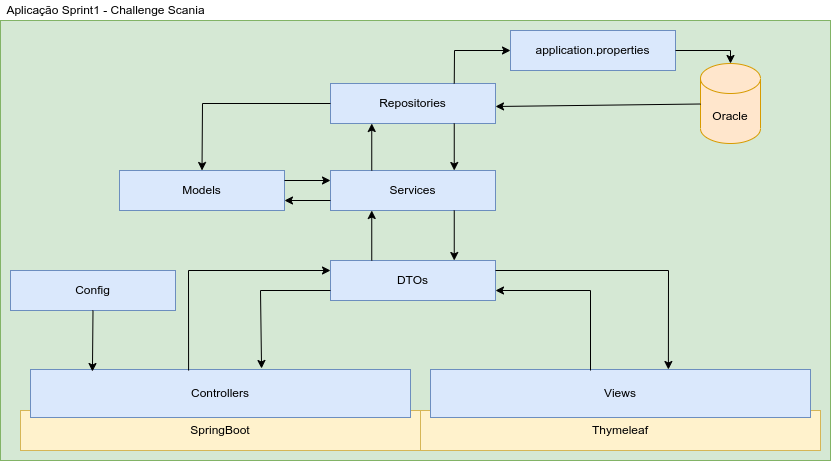 Aplicação Sprint1 - Challenge Scania
application.properties
Repositories
Oracle
Models
Services
DTOs
Config
Controllers
Views
SpringBoot
Thymeleaf